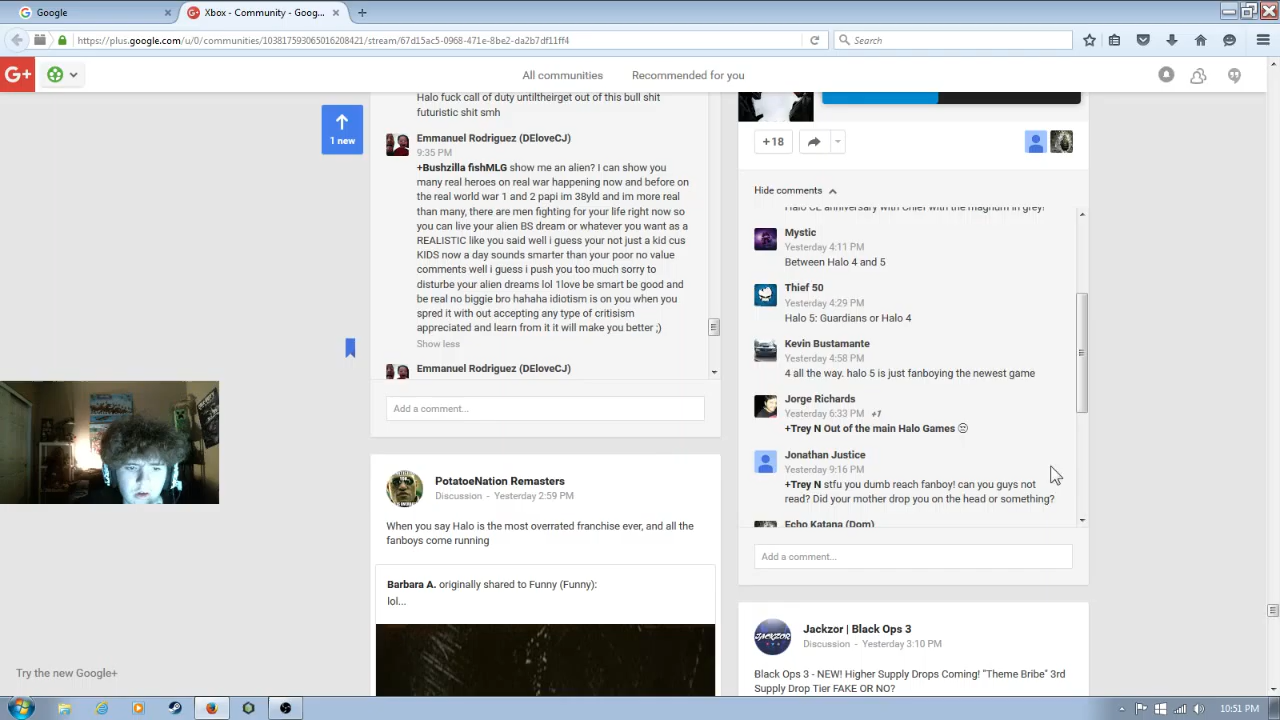 Google
Xbox - Community - Goog...
https://plus.google.com/u/0/communities/103817593065016208421/stream/67d15ac5-0968-471e-8be2-da2b7df11ff4
Search
G+
All communities
Recommended for you
1 new
Halo fuck call of duty untiltheirget out of this bull shit
futuristic shit smh
Emmanuel Rodriguez (DEloveCJ)
9:35 PM
+Bushzilla fishMLG show me an alien? I can show you
many real heroes on real war happening now and before on
the real world war 1 and 2 papi im 38yld and im more real
than many, there are men fighting for your life right now so
you can live your alien BS dream or whatever you want as a
REALISTIC like you said well i guess your not just a kid cus
KIDS now a day sounds smarter than your poor no value
comments well i guess i push you too much sorry to
disturbe your alien dreams lol 1love be smart be good and
be real no biggie bro hahaha idiotism is on you when you
spred it with out accepting any type of critisism
appreciated and learn from it it will make you better ;)
Show less
Emmanuel Rodriguez (DEloveCJ)
Add a comment...
PotatoeNation Remasters
Discussion - Yesterday 2:59 PM
When you say Halo is the most overrated franchise ever, and all the
fanboys come running
Barbara A. originally shared to Funny (Funny):
lol...
+18
Hide comments
Halo CE anniversary with Chief with the magnum in grey!
Mystic
Yesterday 4:11 PM
Between Halo 4 and 5
Thief 50
Yesterday 4:29 PM
Halo 5: Guardians or Halo 4
Kevin Bustamante
Yesterday 4:58 PM
4 all the way. halo 5 is just fanboying the newest game
Jorge Richards
Yesterday 6:33 PM +1
+Trey N Out of the main Halo Games 😒
Jonathan Justice
Yesterday 9:16 PM
+Trey N stfu you dumb reach fanboy! can you guys not
read? Did your mother drop you on the head or something?
Echo Katana (Dom)
Add a comment...
JACKZOR
Jackzor | Black Ops 3
Discussion - Yesterday 3:10 PM
Black Ops 3 - NEW! Higher Supply Drops Coming! "Theme Bribe" 3rd
Supply Drop Tier FAKE OR NO?
Try the new Google+
10:51 PM